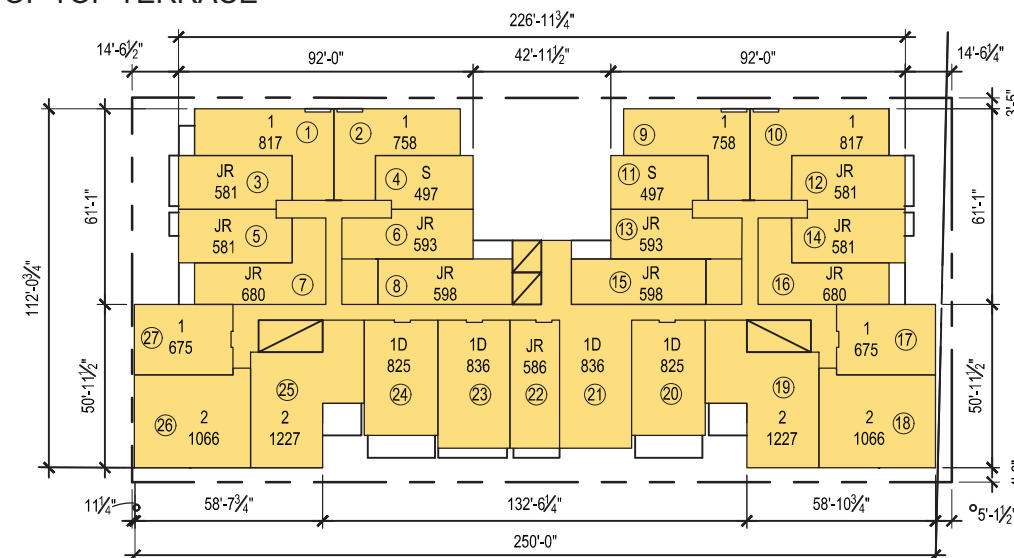 226'-11¾"
14'-6½" 92'-0" 42'-11½" 92'-0" 14'-6¼"
1 817 ① ② 1 758 ⑨ 1 758 ⑩ 1 817
JR 581 ③ ④ S 497 ⑪ S 497 ⑫ JR 581
61'-1" 61'-1"
JR 581 ⑤ ⑥ JR 593 ⑬ JR 593 ⑭ JR 581
112'-0¾"
JR 680 ⑦ ⑧ JR 598 ⑮ JR 598 ⑯ JR 680
㉗ 1 675 1D 825 ㉔ 1D 836 ㉓ JR 586 ㉒ 1D 836 ㉑ 1D 825 ⑳ 1 675 ⑰
50'-11½" 50'-11½"
㉖ 2 1066 ㉕ 2 1227 ⑲ 2 1227 2 1066 ⑱
11¼" 58'-7¾" 132'-6¼" 58'-10¾" 5'-1½"
250'-0"